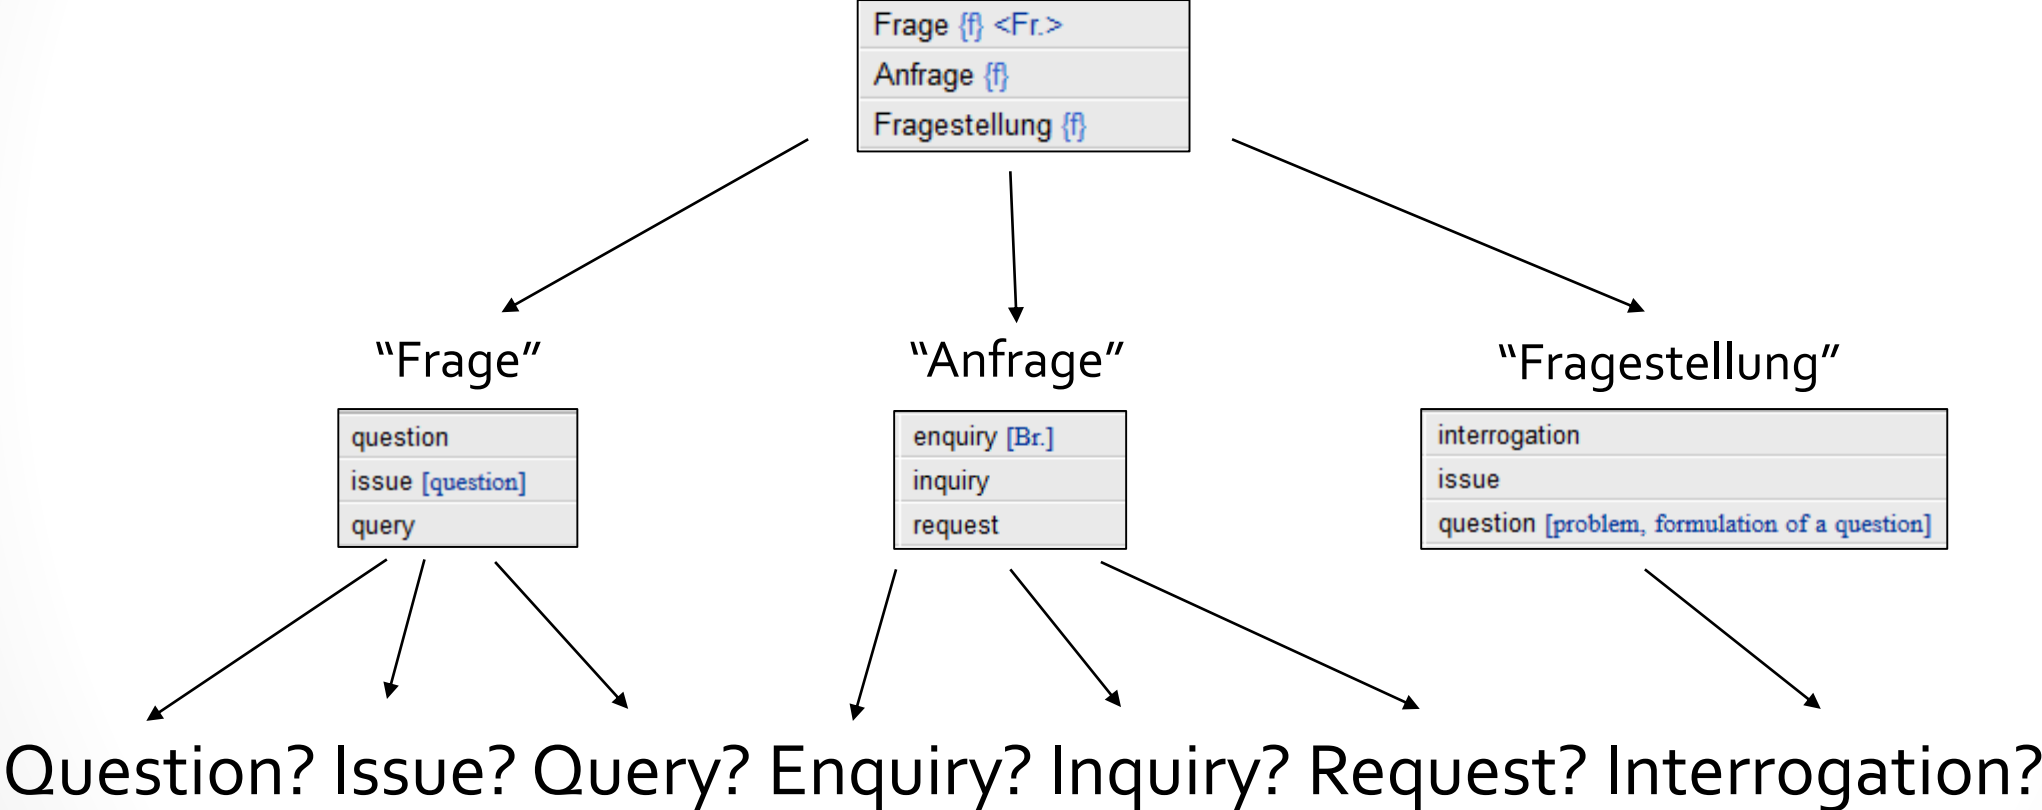 Frage {f} <Fr.>
Anfrage {f}
Fragestellung {f}
“Frage”
“Anfrage”
“Fragestellung”
question
issue [question]
query
enquiry [Br.]
inquiry
request
interrogation
issue
question [problem, formulation of a question]
Question? Issue? Query? Enquiry? Inquiry? Request? Interrogation?